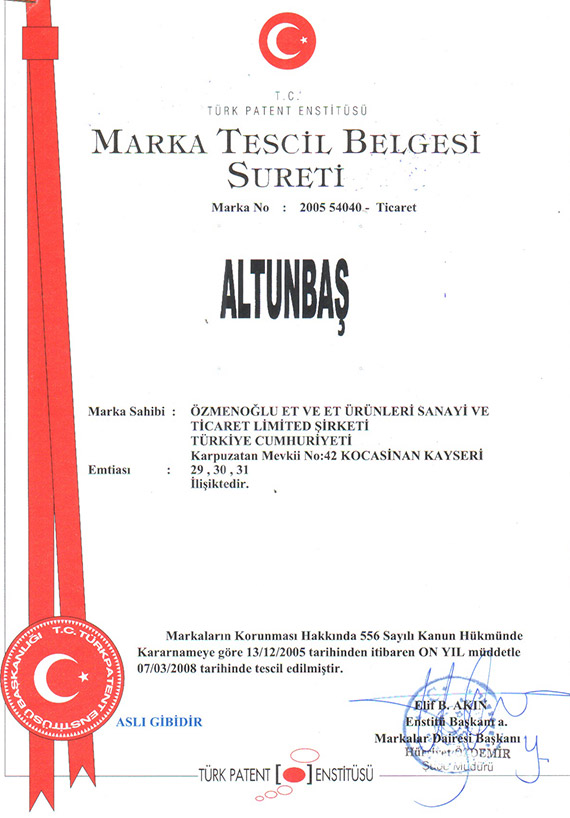 T.C.
TÜRK PATENT ENSTİTÜSÜ
MARKA TESCİL BELGESİ
SURETİ
Marka No : 2005 54040 - Ticaret
ALTUNBAŞ
Marka Sahibi : ÖZMENOĞLU ET VE ET ÜRÜNLERİ SANAYİ VE
TİCARET LİMİTED ŞİRKETİ
TÜRKİYE CUMHURİYETİ
Karpuzatan Mevkii No:42 KOCASİNAN KAYSERİ
Emtiası : 29 , 30 , 31
İlişiktedir.
Markaların Korunması Hakkında 556 Sayılı Kanun Hükmünde
Kararnameye göre 13/12/2005 tarihinden itibaren ON YIL müddetle
07/03/2008 tarihinde tescil edilmiştir.
T.C. TÜRK PATENT ENSTİTÜSÜ BAŞKANLIĞI
ASLI GİBİDİR
Elif B. AKIN
Enstitü Başkanı a.
Markalar Dairesi Başkanı
ÖZDEMİR
Şube Müdürü
TÜRK PATENT ENSTİTÜSÜ